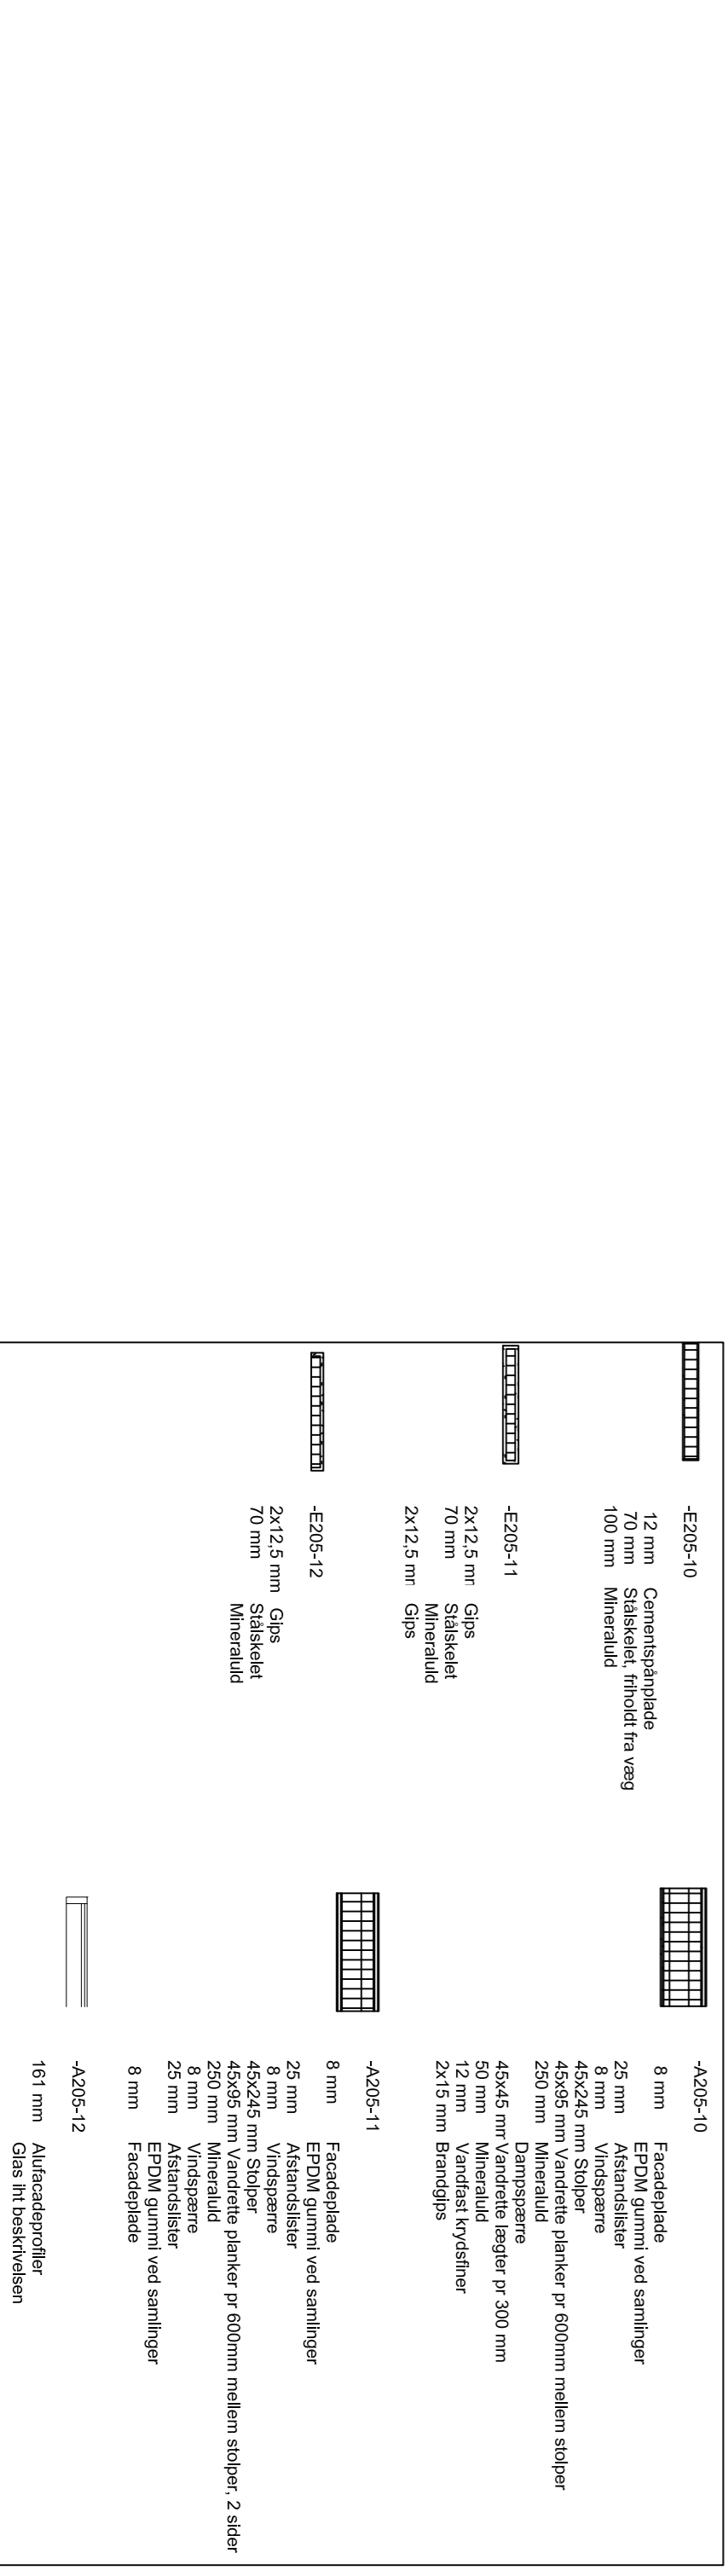 -E205-10
12 mm Cementspånplade
70 mm Stålskelet, friholdt fra væg
100 mm Mineraluld
-E205-11
2x12,5 mm Gips
70 mm Stålskelet
Mineraluld
2x12,5 mm Gips
-E205-12
2x12,5 mm Gips
70 mm Stålskelet
Mineraluld
-A205-10
8 mm Facadeplade
EPDM gummi ved samlinger
25 mm Afstandslister
8 mm Vindspærre
45x245 mm Stolper
45x95 mm Vandrette planker pr 600mm mellem stolper
250 mm Mineraluld
Dampspærre
45x45 mm Vandrette lægter pr 300 mm
50 mm Mineraluld
12 mm Vandfast krydsfiner
2x15 mm Brandgips
-A205-11
8 mm Facadeplade
EPDM gummi ved samlinger
25 mm Afstandslister
8 mm Vindspærre
45x245 mm Stolper
45x95 mm Vandrette planker pr 600mm mellem stolper, 2 sider
250 mm Mineraluld
8 mm Vindspærre
25 mm Afstandslister
EPDM gummi ved samlinger
8 mm Facadeplade
-A205-12
161 mm Alufacadeprofiler
Glas iht beskrivelsen